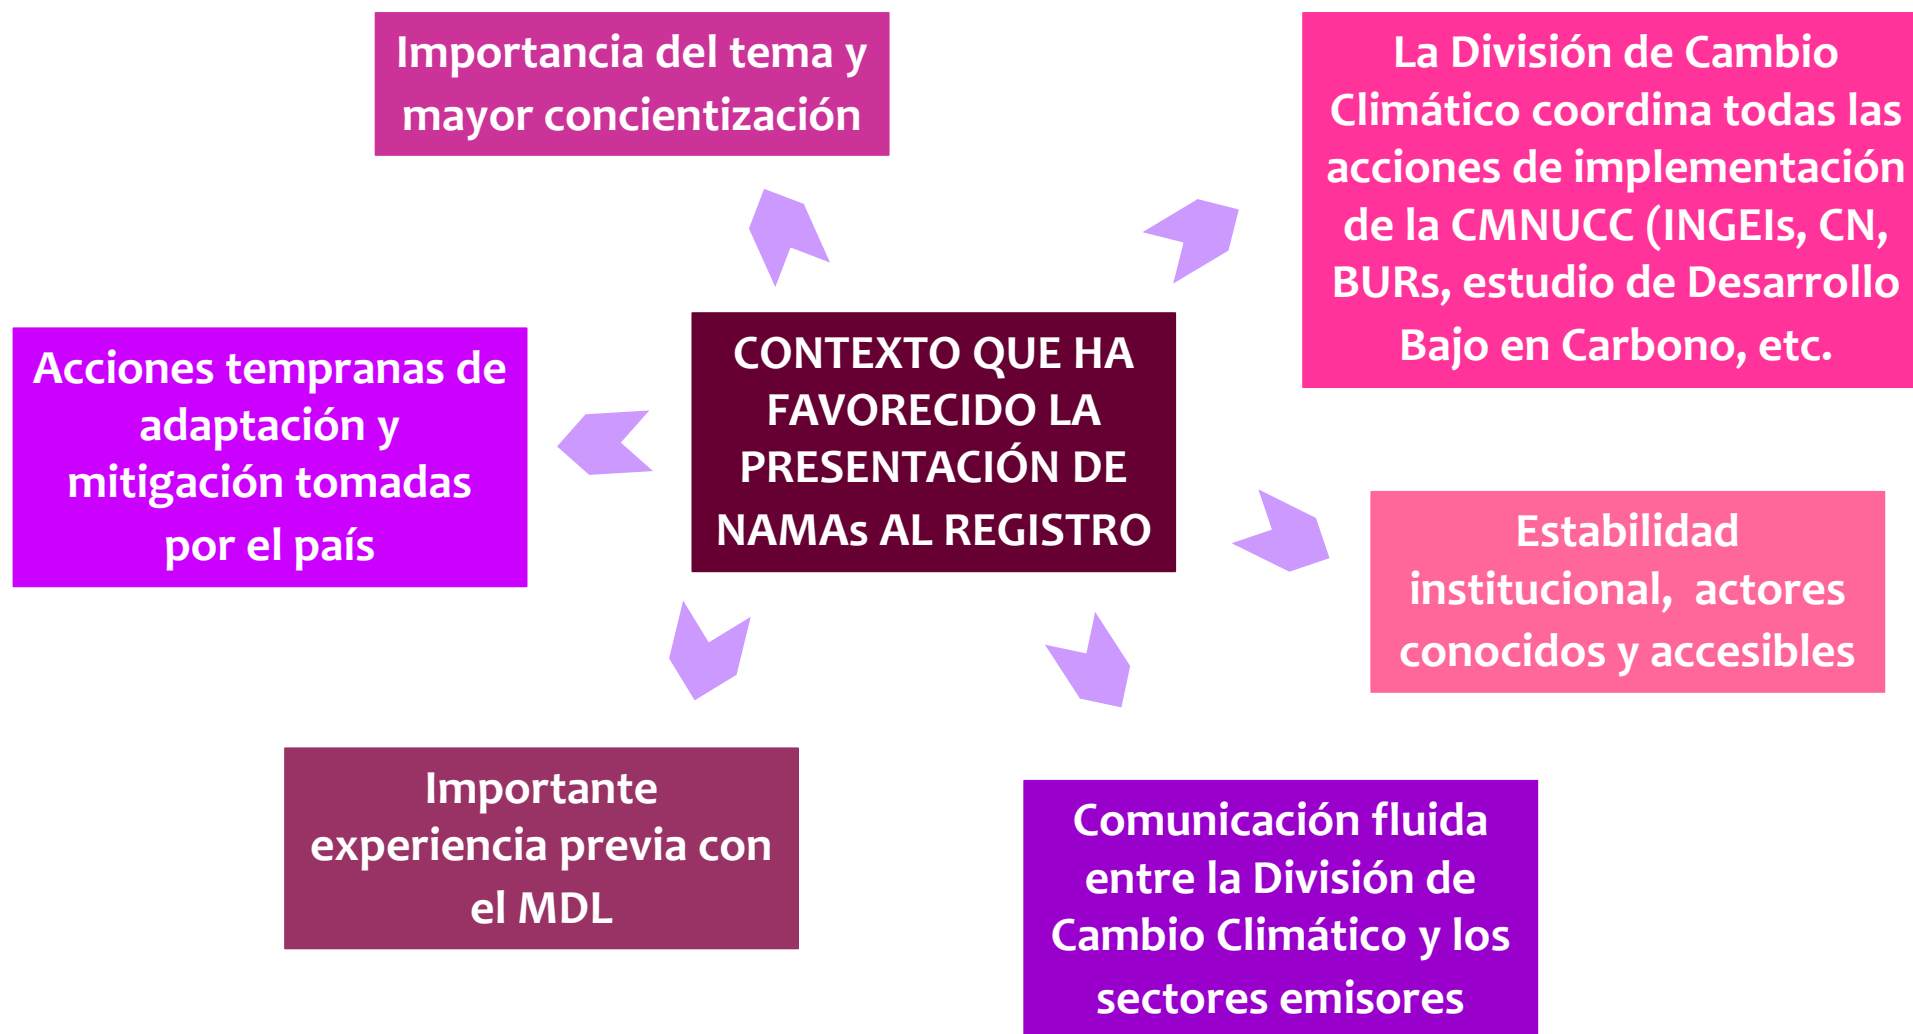 Importancia del tema y
mayor concientización
La División de Cambio
Climático coordina todas las
acciones de implementación
de la CMNUCC (INGEIs, CN,
BURs, estudio de Desarrollo
Bajo en Carbono, etc.
Acciones tempranas de
adaptación y
mitigación tomadas
por el país
CONTEXTO QUE HA
FAVORECIDO LA
PRESENTACIÓN DE
NAMAs AL REGISTRO
Estabilidad
institucional,  actores
conocidos y accesibles
Importante
experiencia previa con
el MDL
Comunicación fluida
entre la División de
Cambio Climático y los
sectores emisores